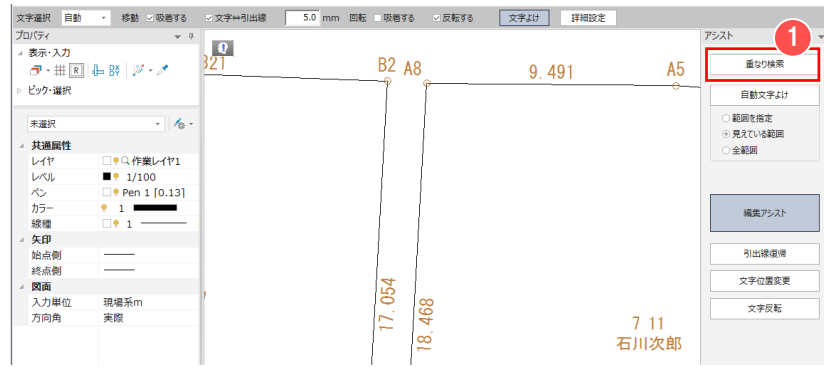 文字選択 自動 移動 吸着する 文字⇔引出線 5.0 mm 回転 吸着する 反転する 文字よけ 詳細設定
プロパティ
表示・入力
R
ピック・選択
未選択
共通属性
レイヤ 作業レイヤ1
レベル 1/100
ペン Pen 1 [0.13]
カラー 1
線種 1
矢印
始点側
終点側
図面
入力単位 現場系m
方向角 実際
321
B2 A8
9.491
A5
17.054
18.468
7 11
石川次郎
アシスト
1
重なり検索
自動文字よけ
範囲を指定
見えている範囲
全範囲
編集アシスト
引出線復帰
文字位置変更
文字反転